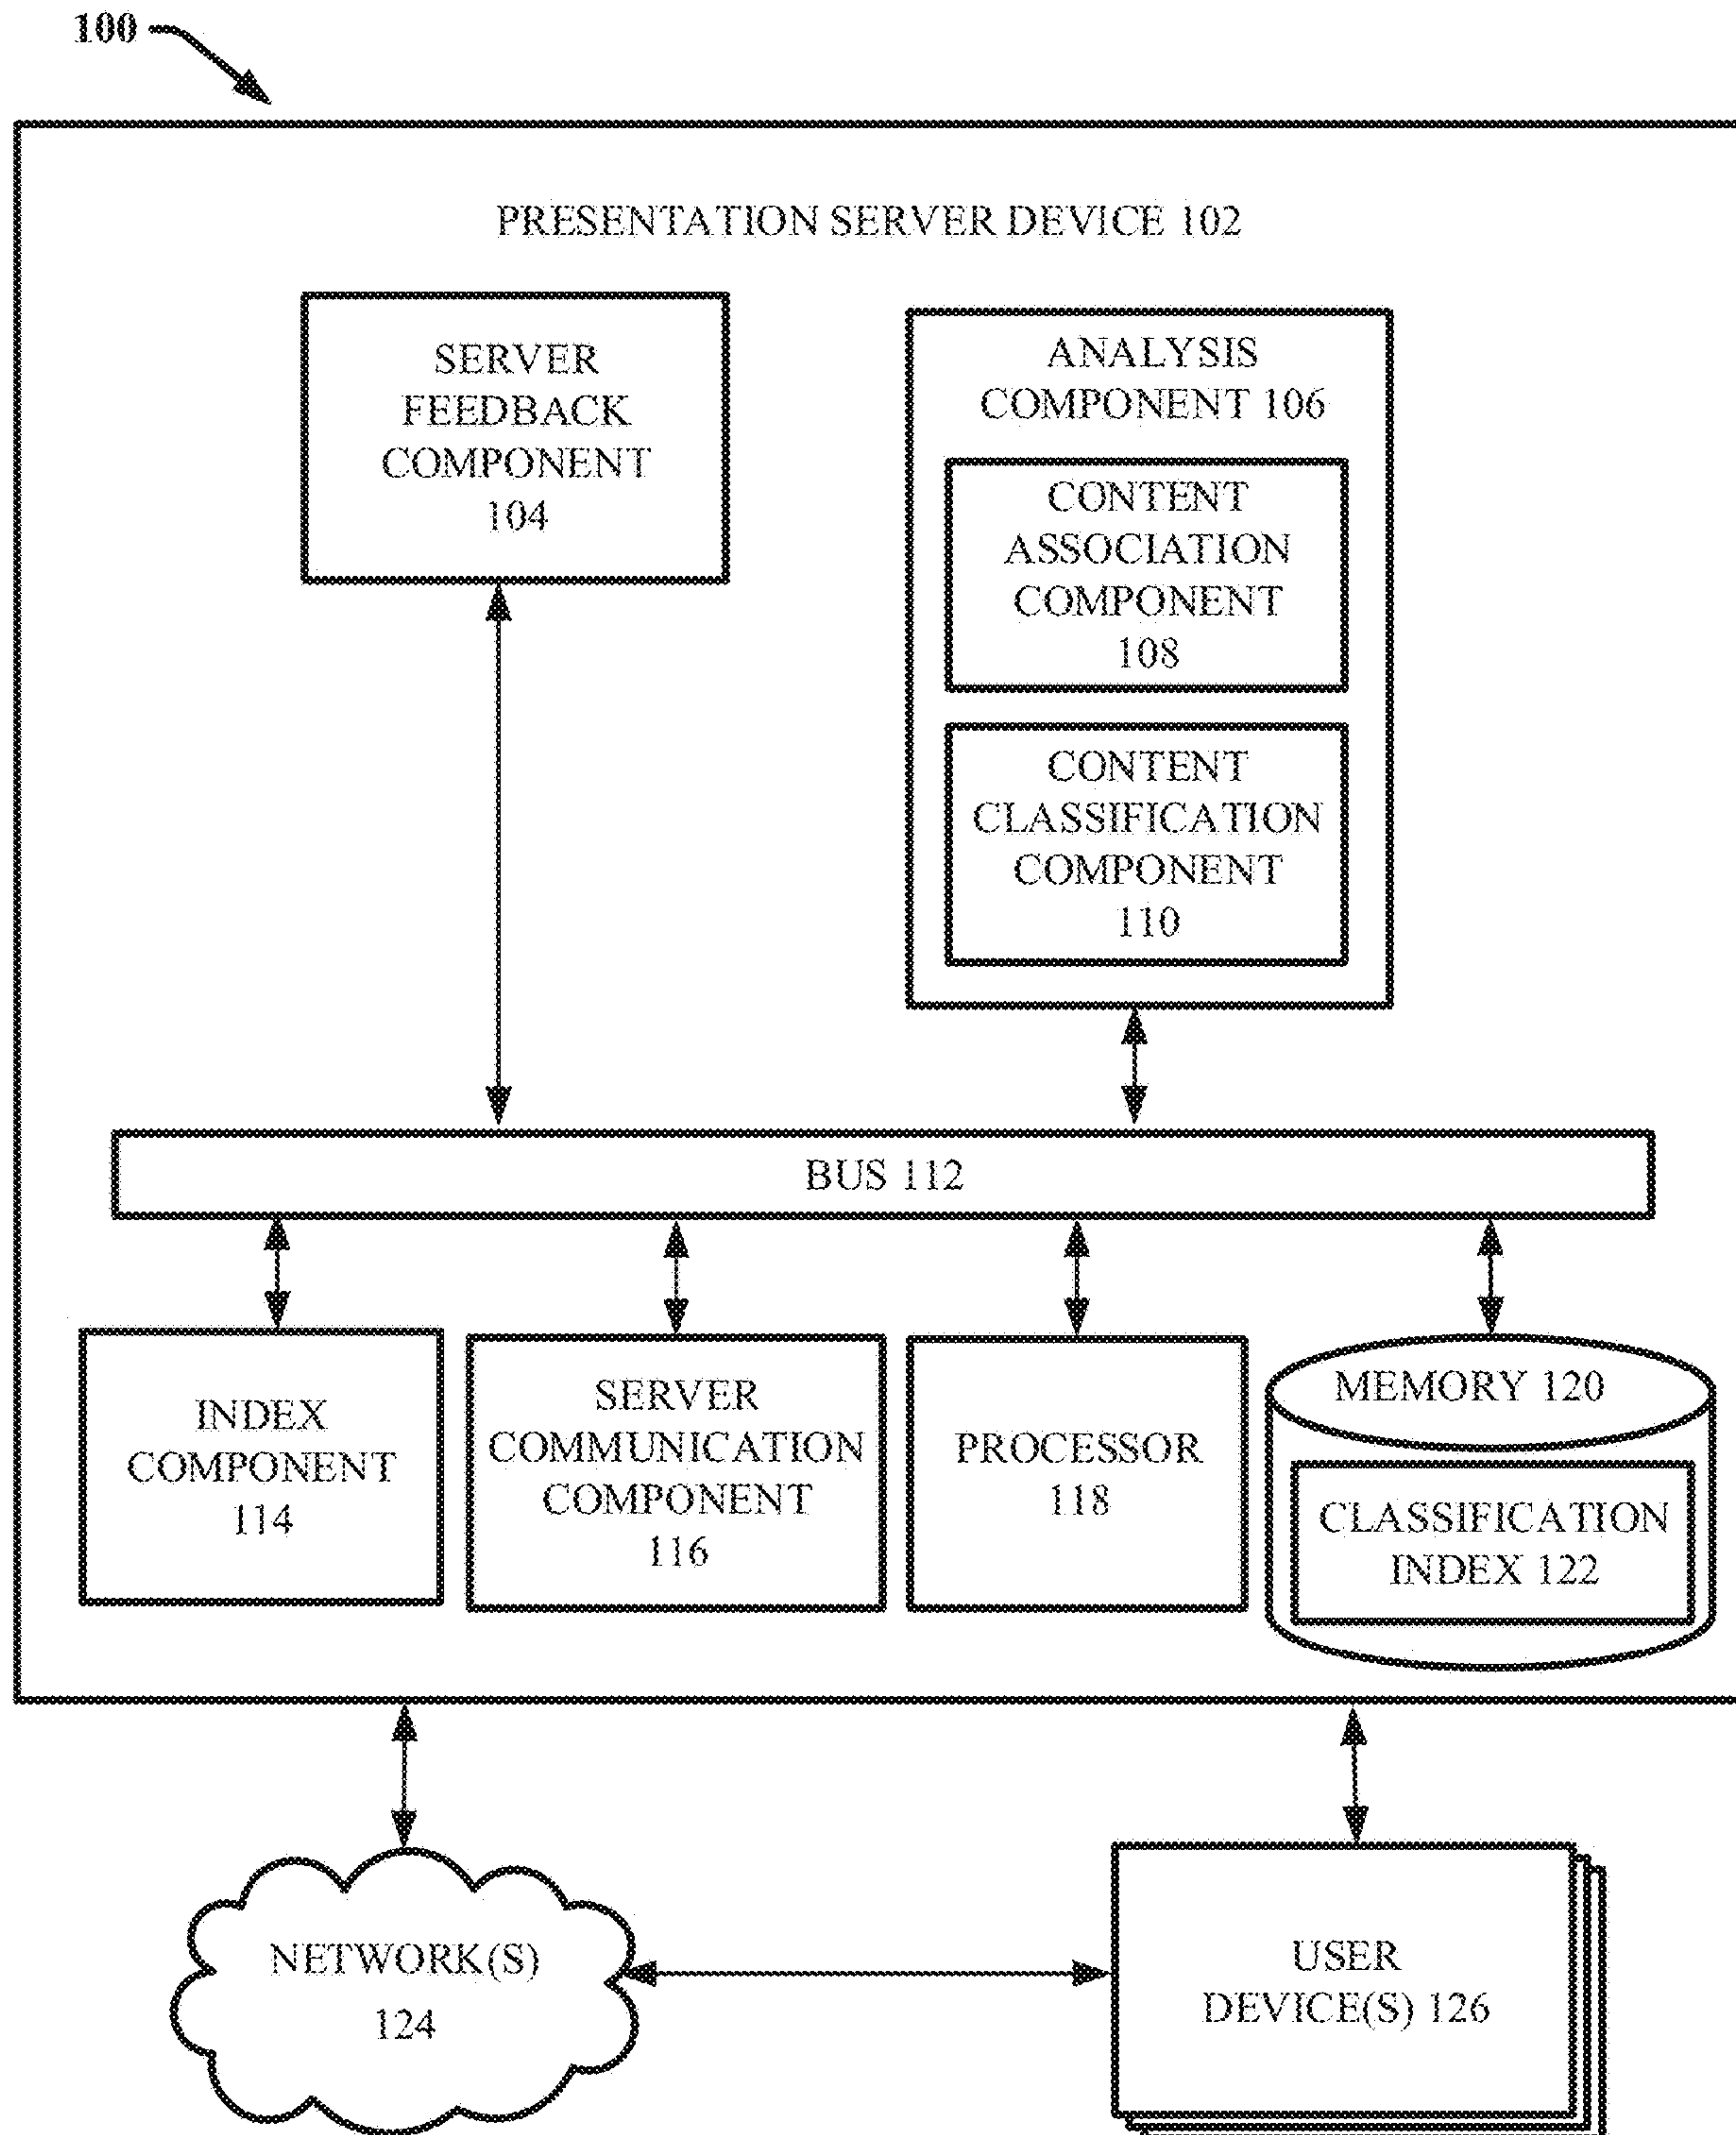 100
PRESENTATION SERVER DEVICE 102
SERVER
FEEDBACK
COMPONENT
104
ANALYSIS
COMPONENT 106
CONTENT
ASSOCIATION
COMPONENT
108
CONTENT
CLASSIFICATION
COMPONENT
110
BUS 112
INDEX
COMPONENT
114
SERVER
COMMUNICATION
COMPONENT
116
PROCESSOR
118
MEMORY 120
CLASSIFICATION
INDEX 122
NETWORK(S)
124
USER
DEVICE(S) 126